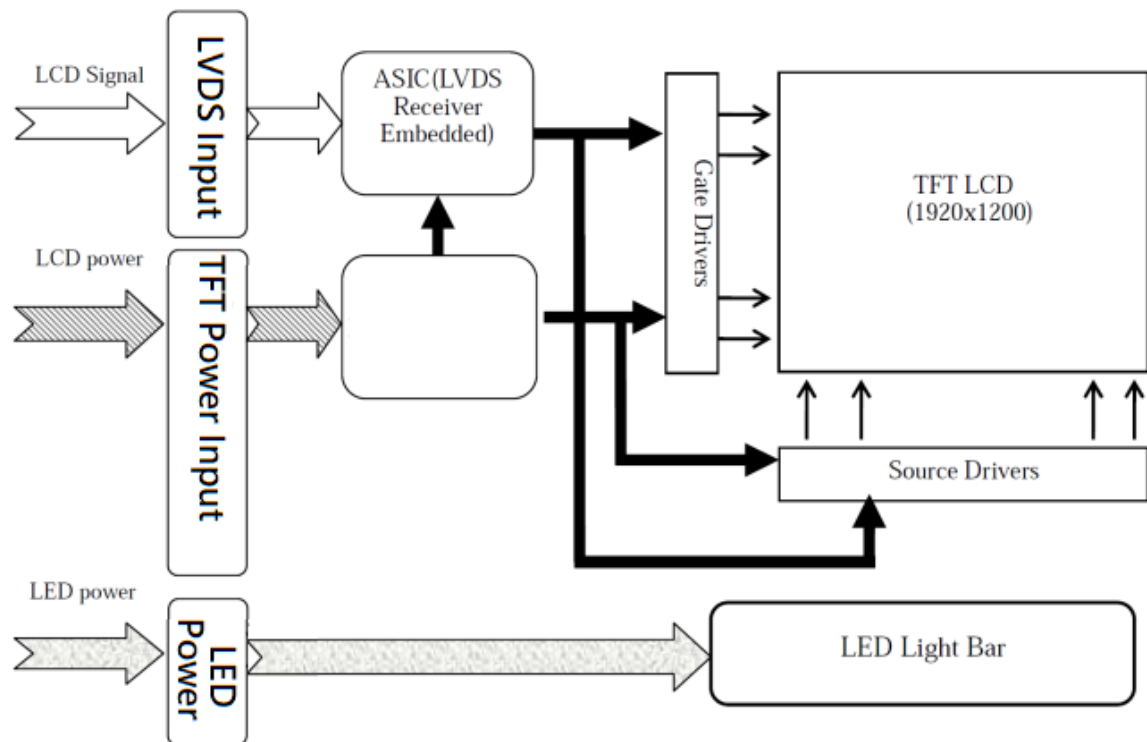 LCD Signal
LVDS Input
ASIC(LVDS
Receiver
Embedded)
Gate Drivers
TFT LCD
(1920x1200)
LCD power
TFT Power Input
Source Drivers
LED power
LED
Power
LED Light Bar